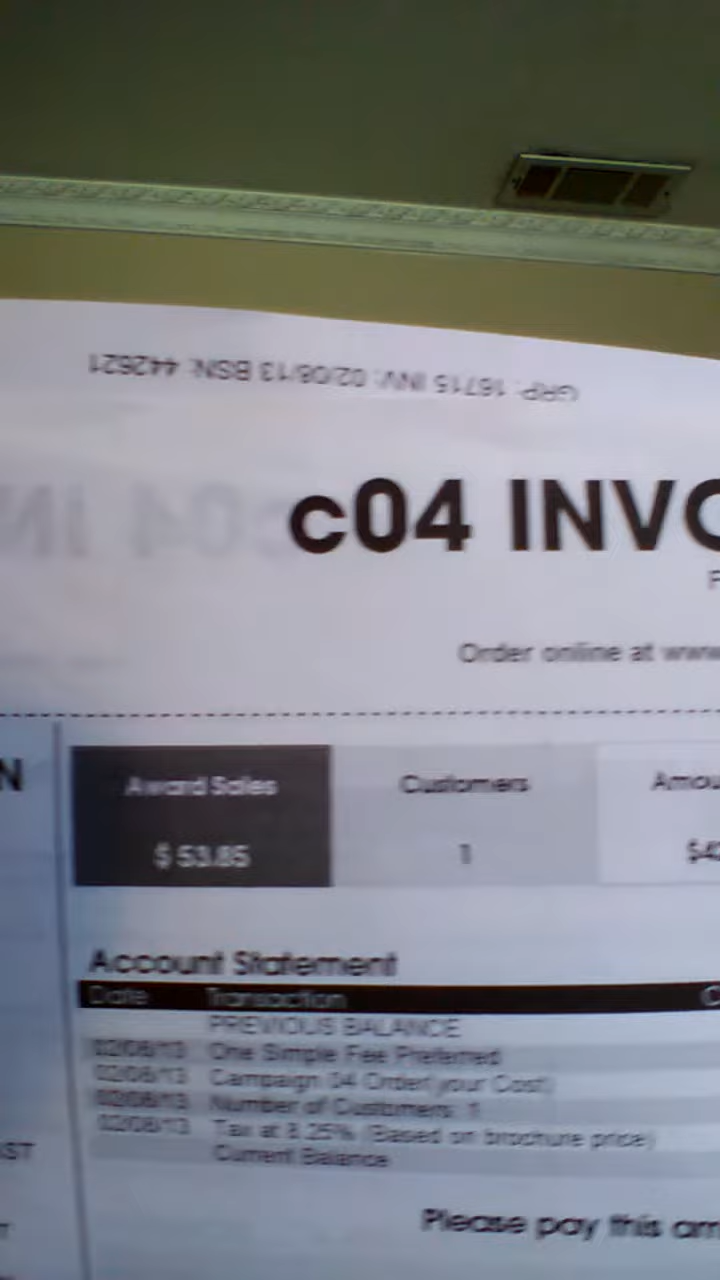 GRP: 16715 INV: 02/08/13 BSN: 442621
c04 INVO
Order online at www
Award Sales
$ 53.85
Customers
1
Amou
$42
Account Statement
Date Transaction C
PREVIOUS BALANCE
02/08/13 One Simple Fee Preferred
02/08/13 Campaign 04 Order(your Cost)
02/08/13 Number of Customers: 1
02/08/13 Tax at 8.25% (Based on brochure price)
Current Balance
Please pay this am